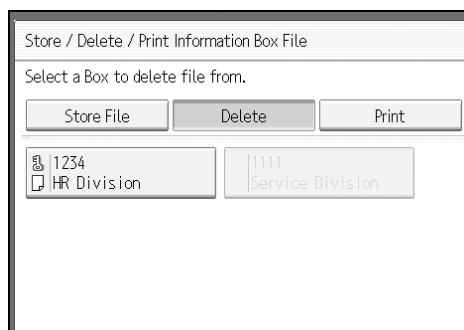 Store / Delete / Print Information Box File
Select a Box to delete file from.
Store File Delete Print
1234 1111
HR Division Service Division